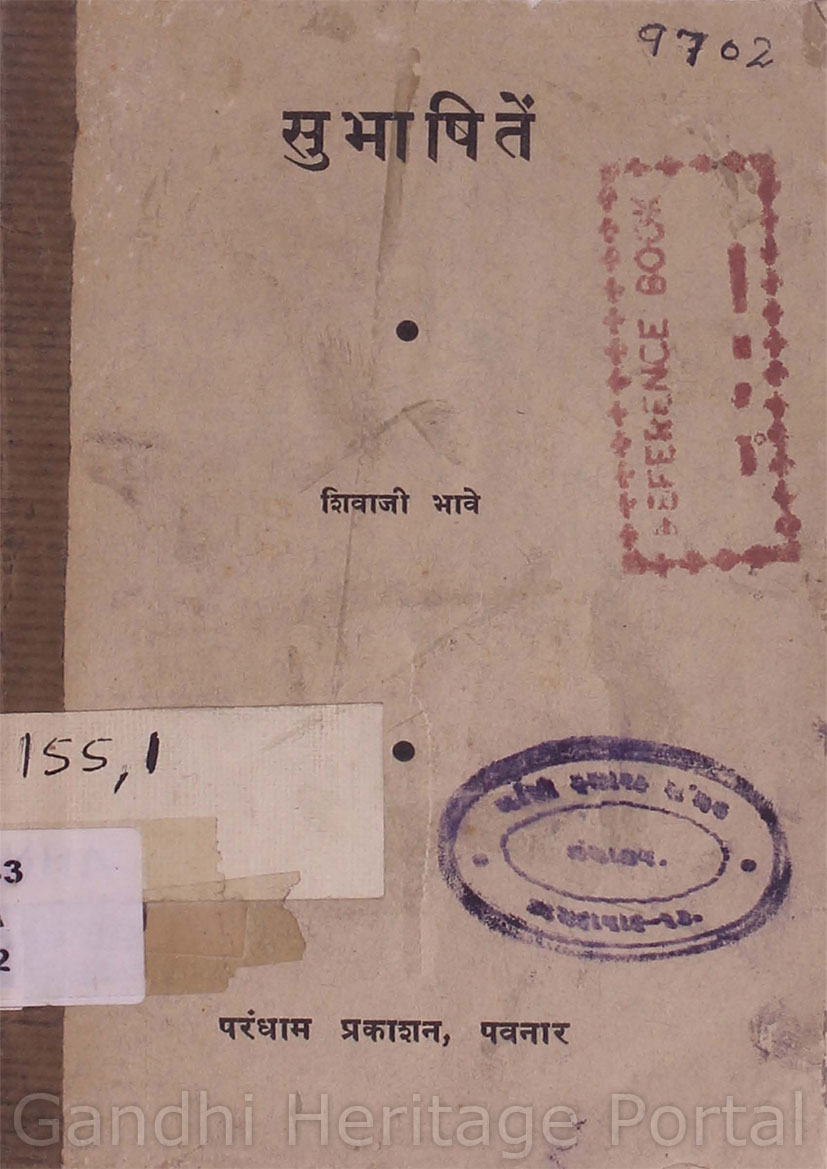 9702
सुभाषितें
REFERENCE BOOK
शिवाजी भावे
155,1
3
2
परंधाम प्रकाशन, पवनार
Gandhi Heritage Portal